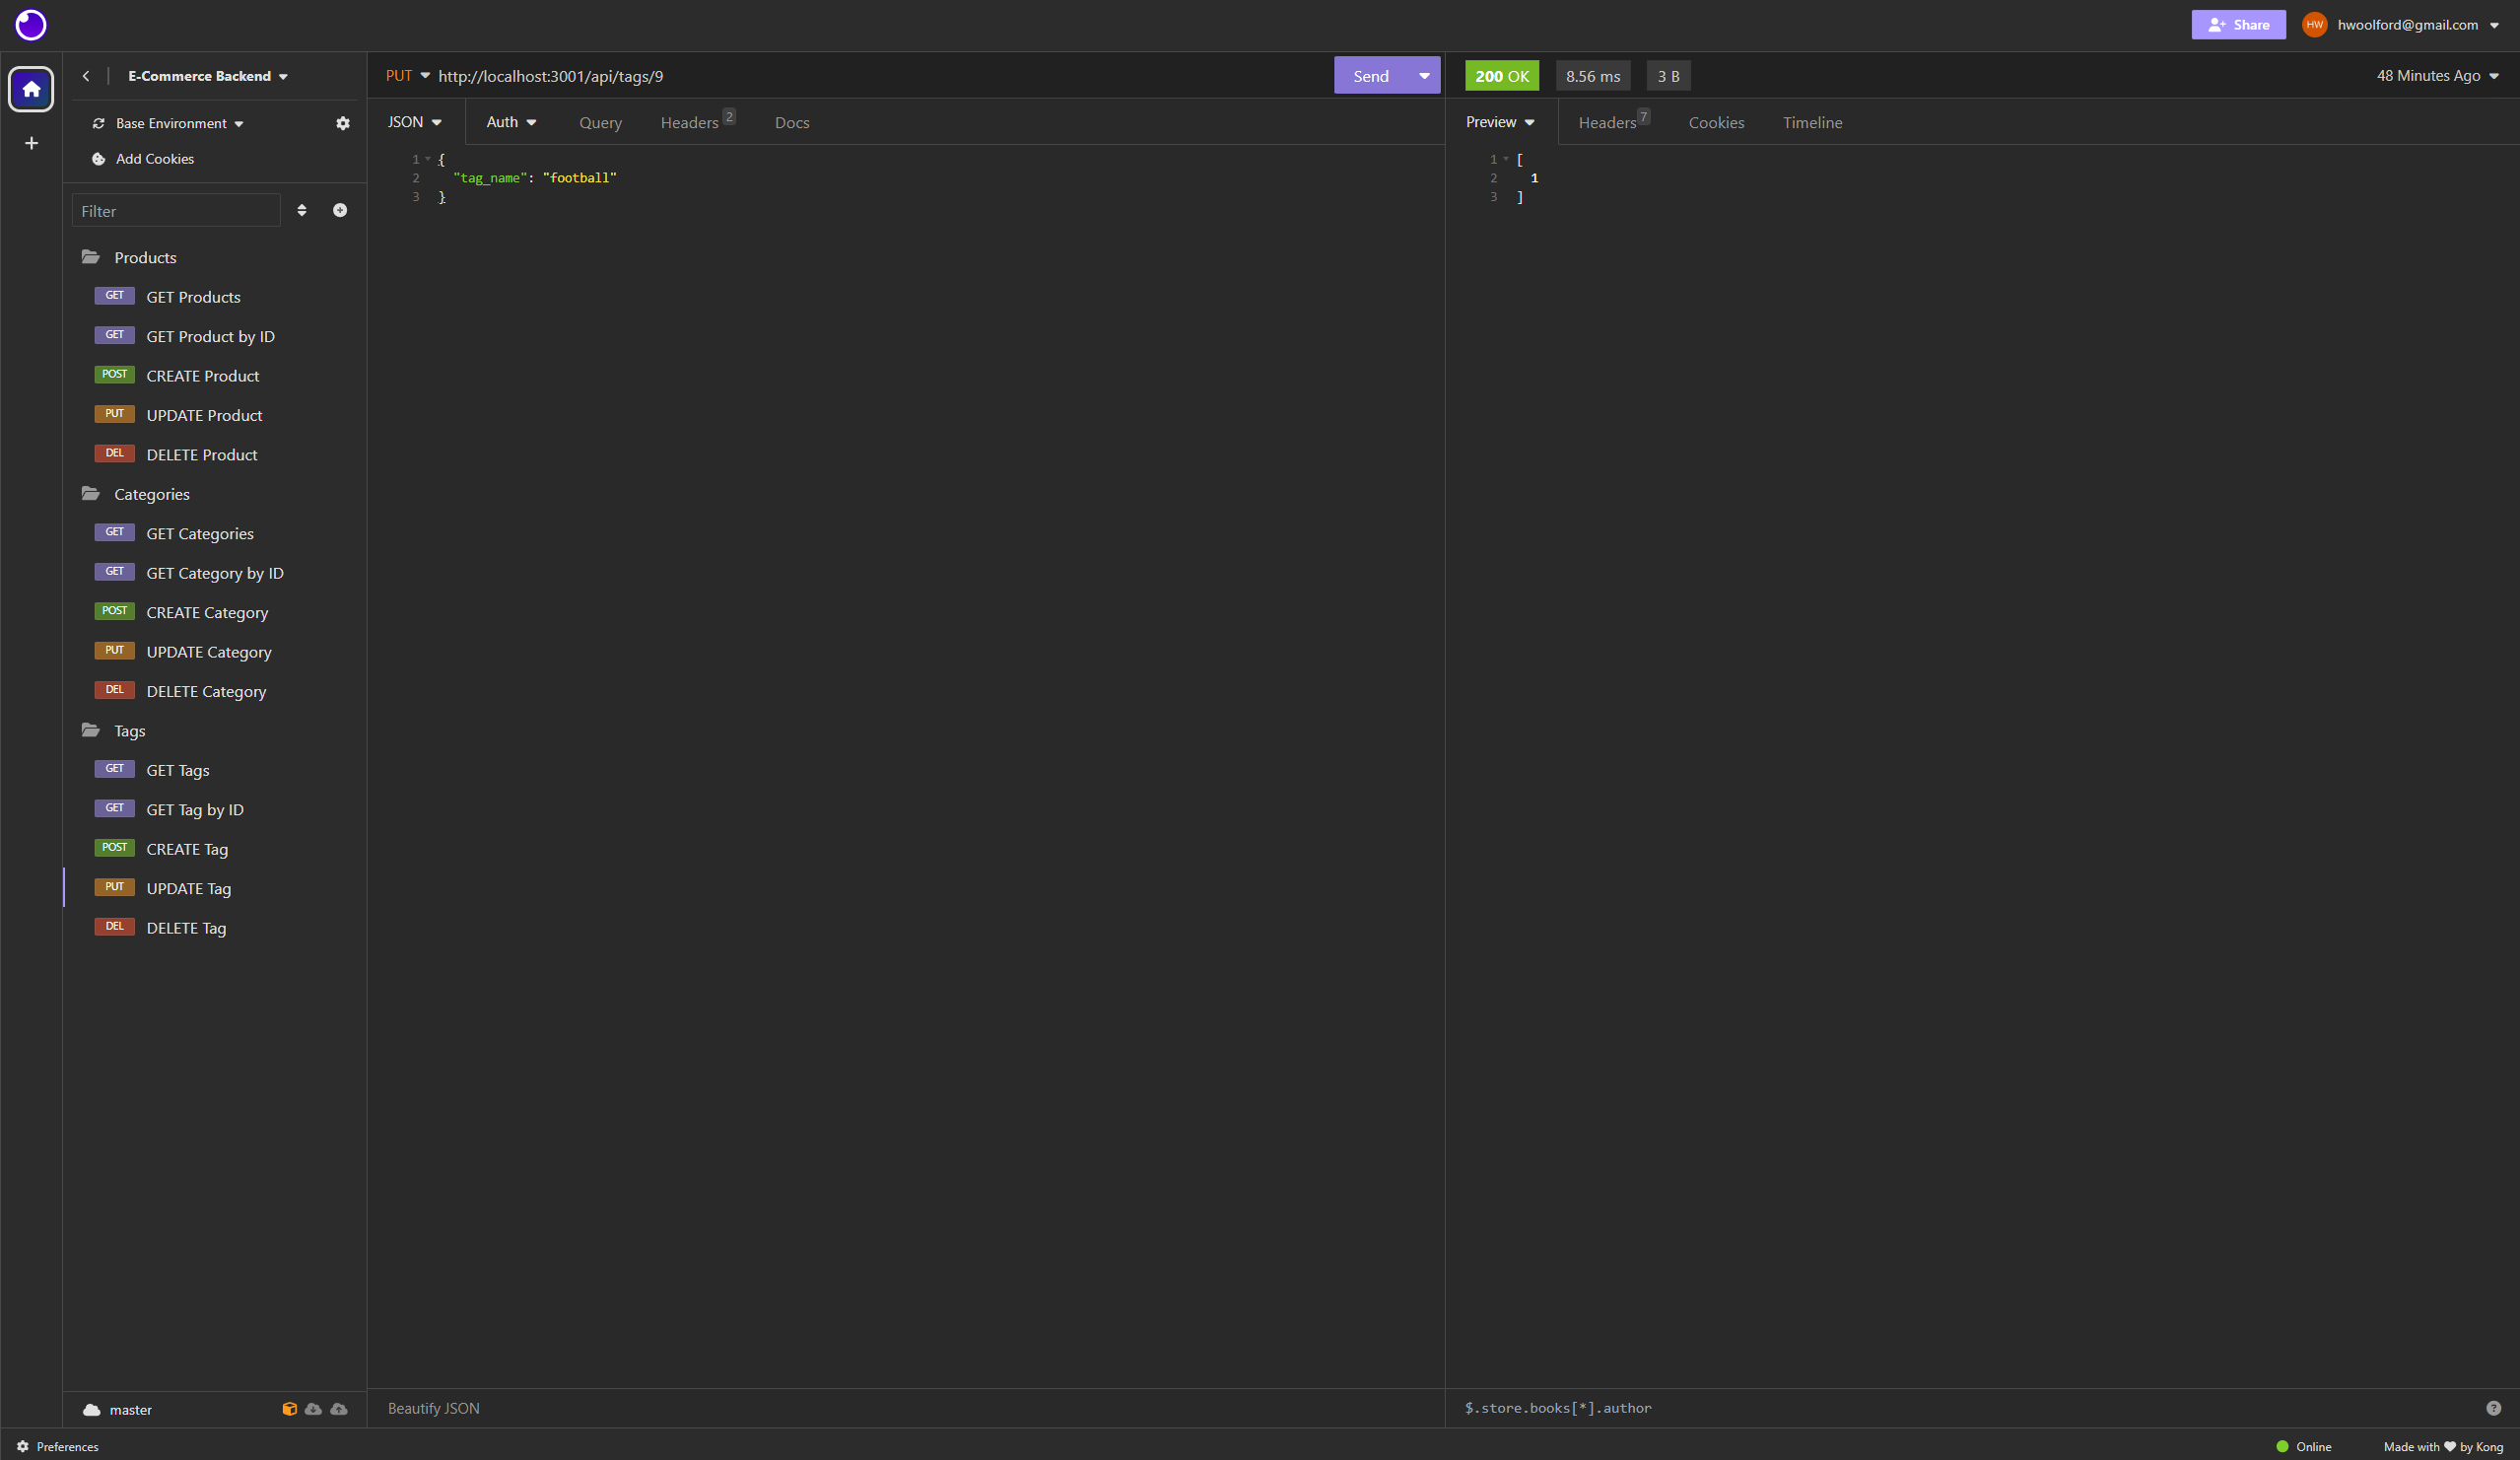 Share
HW
hwoolford@gmail.com
E-Commerce Backend
Base Environment
Add Cookies
Filter
Products
GET GET Products
GET GET Product by ID
POST CREATE Product
PUT UPDATE Product
DEL DELETE Product
Categories
GET GET Categories
GET GET Category by ID
POST CREATE Category
PUT UPDATE Category
DEL DELETE Category
Tags
GET GET Tags
GET GET Tag by ID
POST CREATE Tag
PUT UPDATE Tag
DEL DELETE Tag
master
PUT http://localhost:3001/api/tags/9 Send
JSON Auth Query Headers 2 Docs
1 {
2 "tag_name": "football"
3 }
Beautify JSON
200 OK 8.56 ms 3 B 48 Minutes Ago
Preview Headers 7 Cookies Timeline
1 [
2 1
3 ]
$.store.books[*].author
?
Preferences
Online
Made with ♥ by Kong